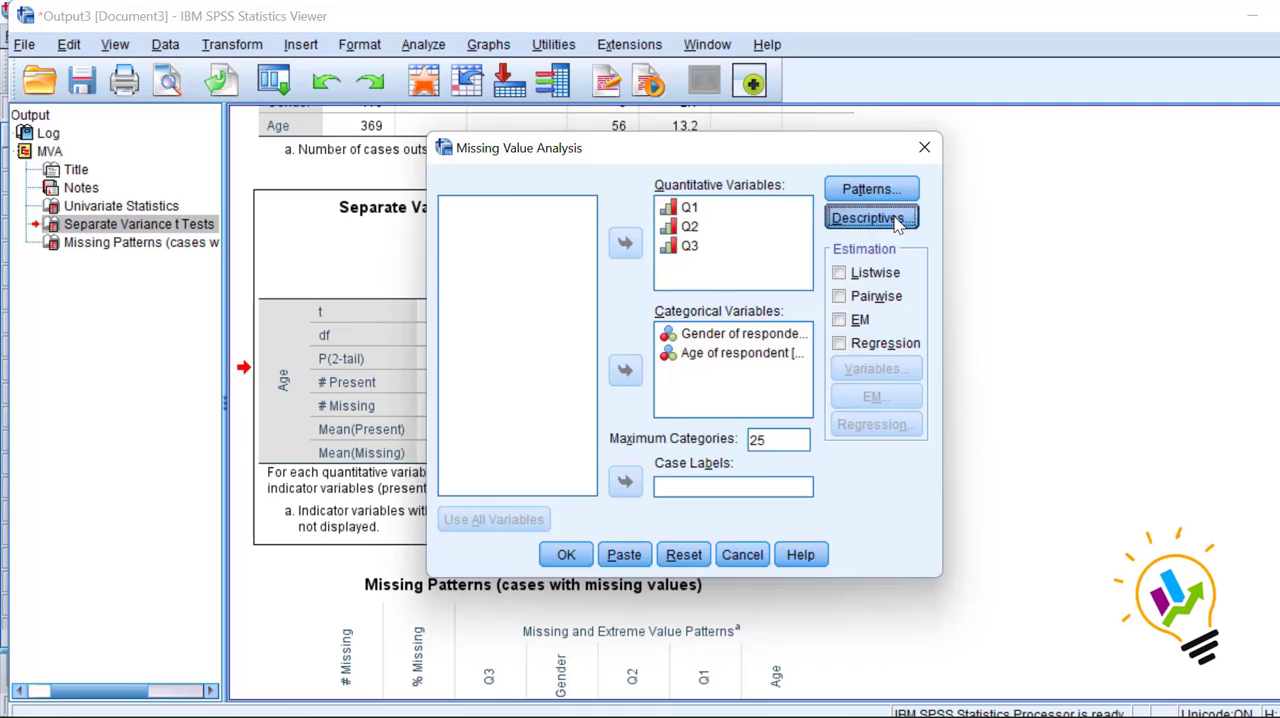 *Output3 [Document3] - IBM SPSS Statistics Viewer
File Edit View Data Transform Insert Format Analyze Graphs Utilities Extensions Window Help
Output
Log
MVA
Title
Notes
Univariate Statistics
Separate Variance t Tests
Missing Patterns (cases w
Age 369 56 13.2
a. Number of cases outs
Separate Va
Age
t
df
P(2-tail)
# Present
# Missing
Mean(Present)
Mean(Missing)
For each quantitative variab
indicator variables (present
a. Indicator variables with
not displayed.
Missing Patterns (cases with missing values)
Missing and Extreme Value Patternsa
# Missing
% Missing
Q3
Gender
Q2
Q1
Age
Missing Value Analysis
Quantitative Variables:
Q1
Q2
Q3
Categorical Variables:
Gender of responde...
Age of respondent [...
Maximum Categories: 25
Case Labels:
Use All Variables
Patterns...
Descriptives...
Estimation
Listwise
Pairwise
EM
Regression
Variables...
EM...
Regression...
OK Paste Reset Cancel Help
IBM SPSS Statistics Processor is ready
Unicode:ON
H: